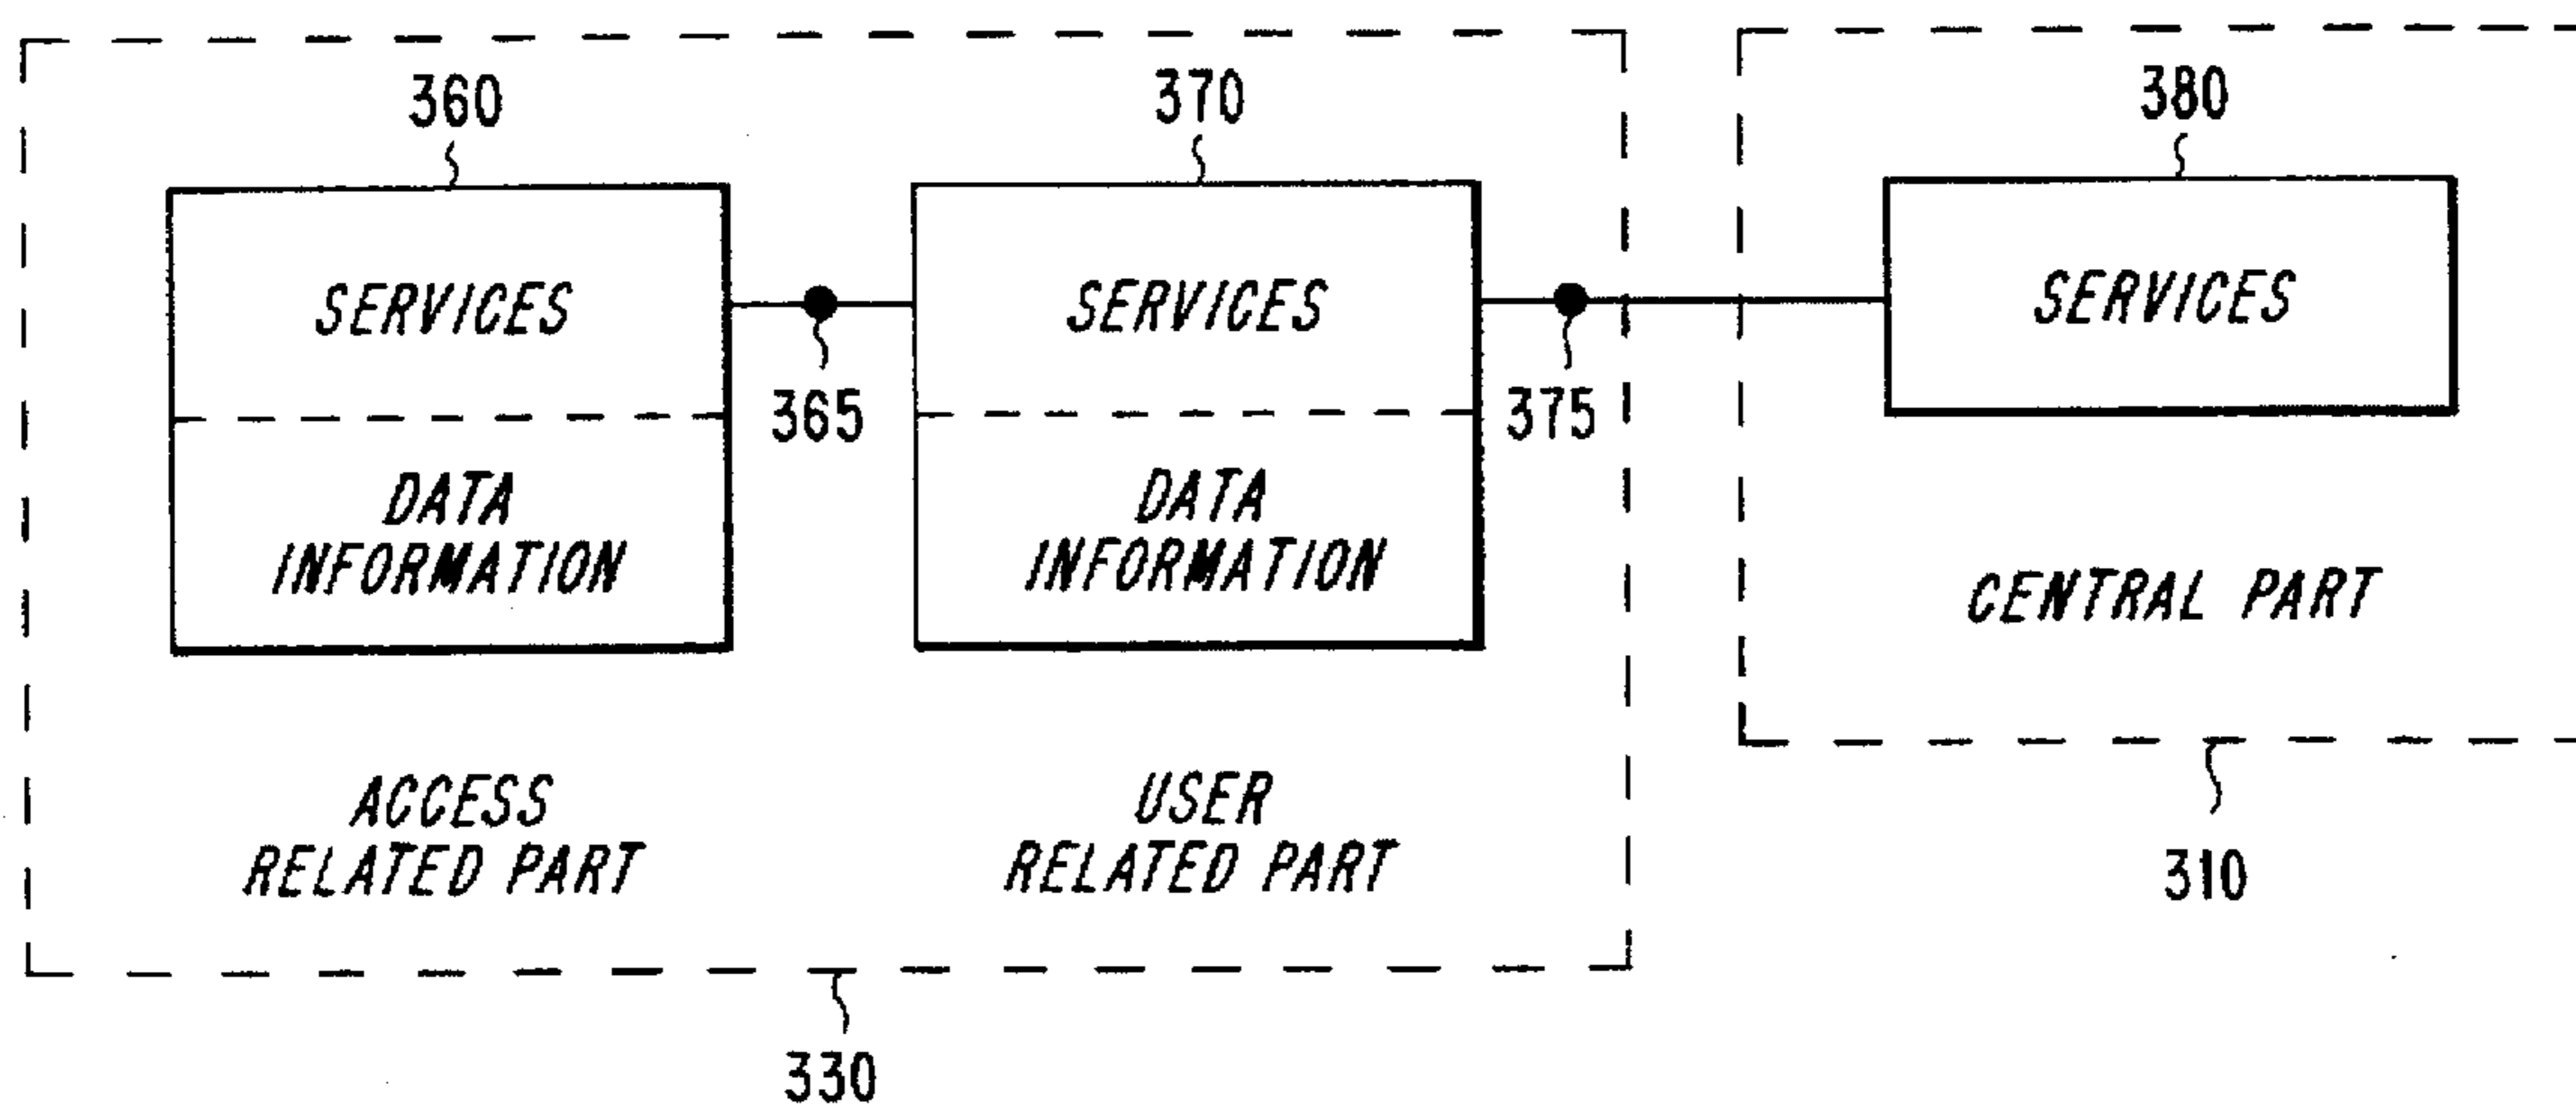 360
370
380
SERVICES
SERVICES
SERVICES
365
375
DATA
INFORMATION
DATA
INFORMATION
CENTRAL PART
ACCESS
RELATED PART
USER
RELATED PART
310
330